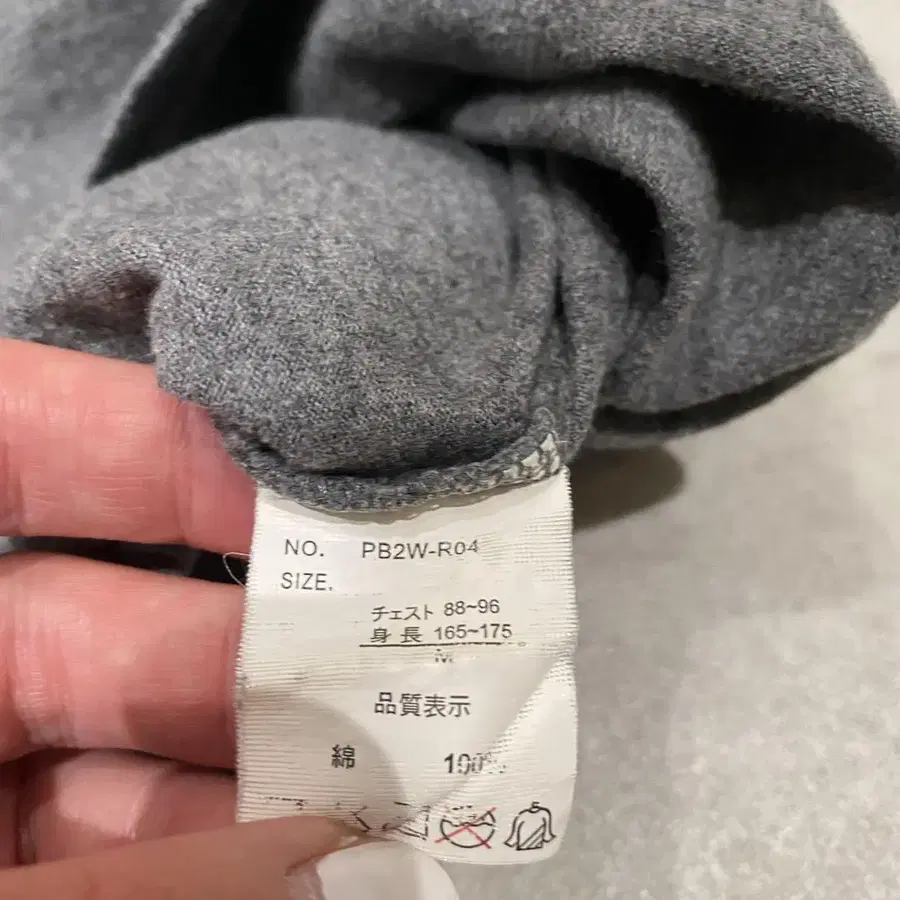 NO. PB2W-R04
SIZE.
チェスト 88~96
身長 165~175
M
品質表示
綿 100%